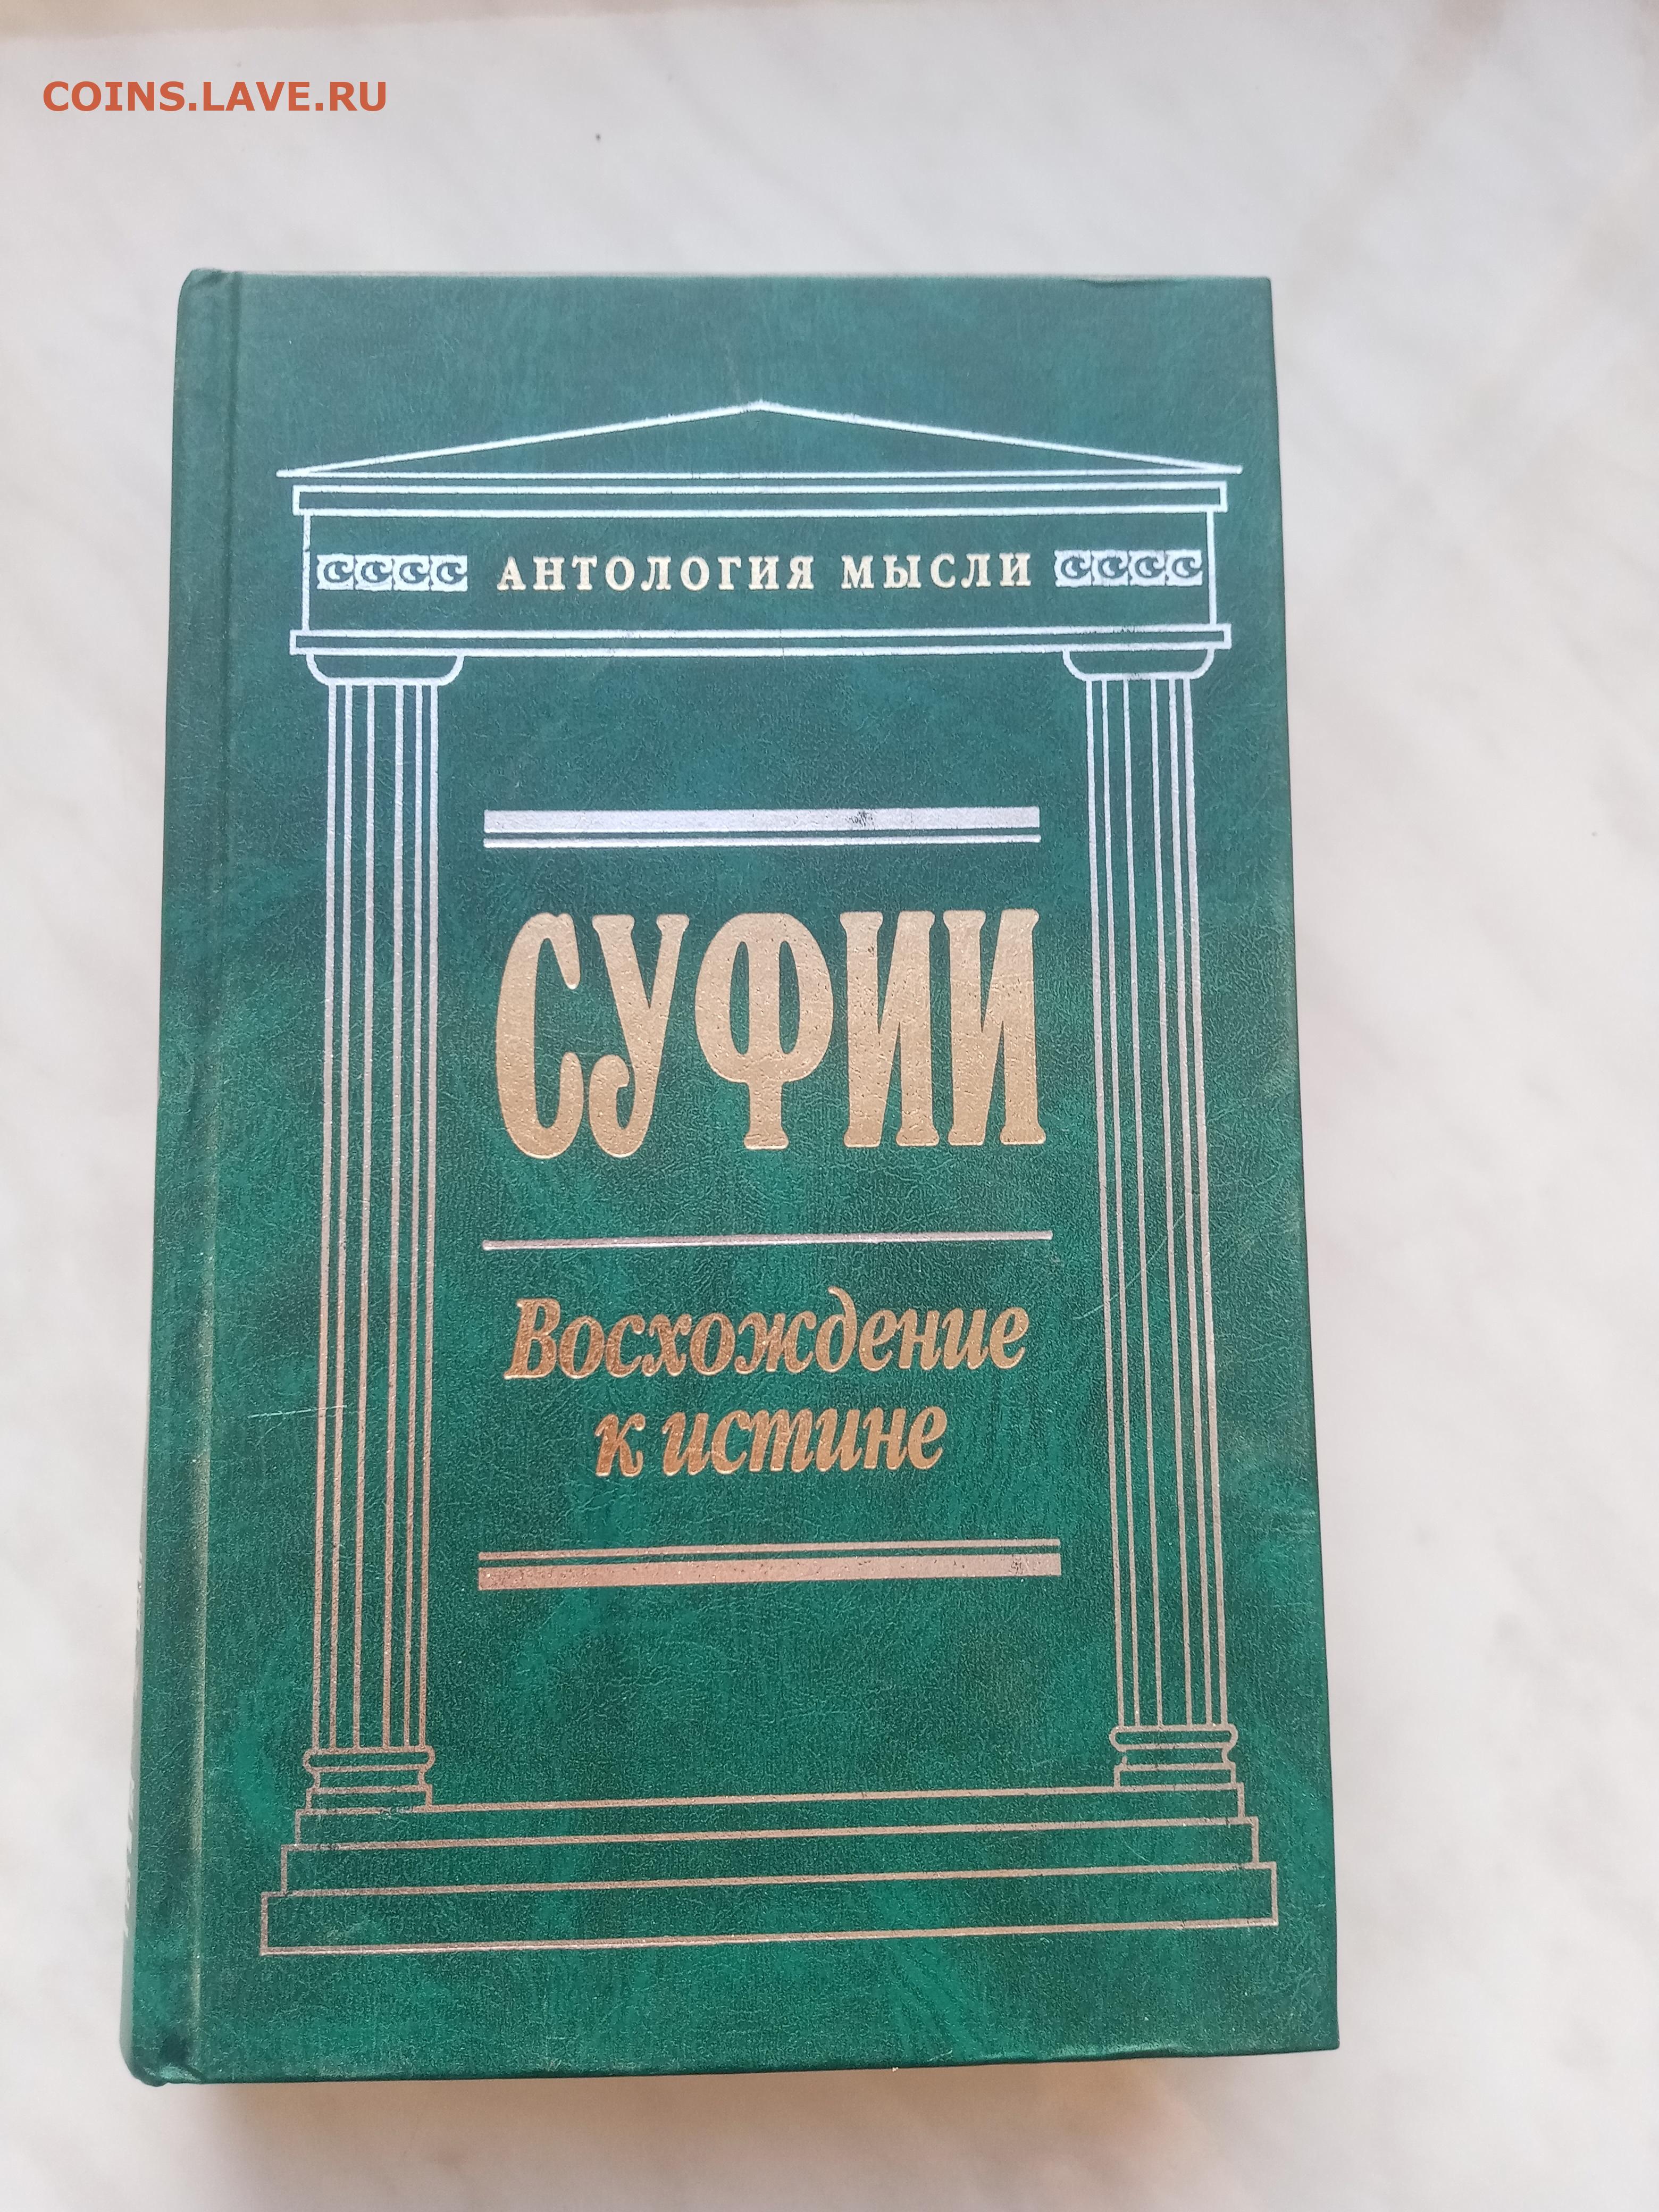 COINS.LAVE.RU
АНТОЛОГИЯ МЫСЛИ
СУФИИ
Восхождение
к истине